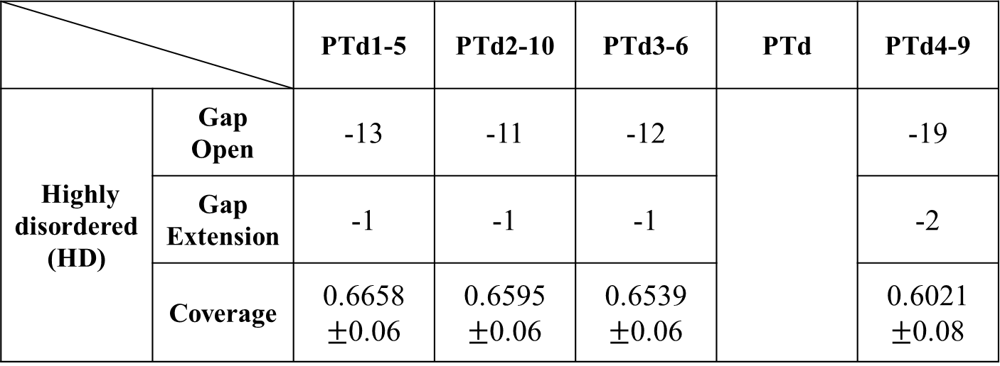 PTd1-5 PTd2-10 PTd3-6 PTd PTd4-9
Highly
disordered
(HD)
Gap
Open
-13 -11 -12 -19
Gap
Extension
-1 -1 -1 -2
Coverage
0.6658 0.6595 0.6539 0.6021
±0.06 ±0.06 ±0.06 ±0.08